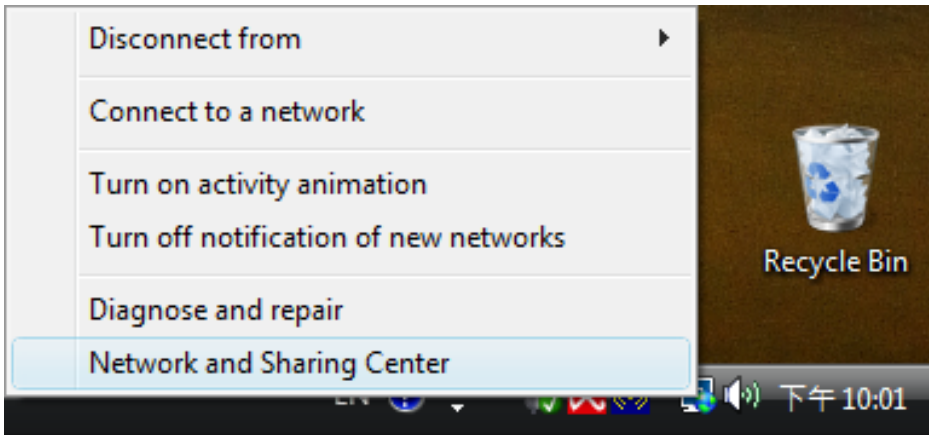 Disconnect from
Connect to a network
Turn on activity animation
Turn off notification of new networks
Diagnose and repair
Network and Sharing Center
Recycle Bin
EN
下午 10:01